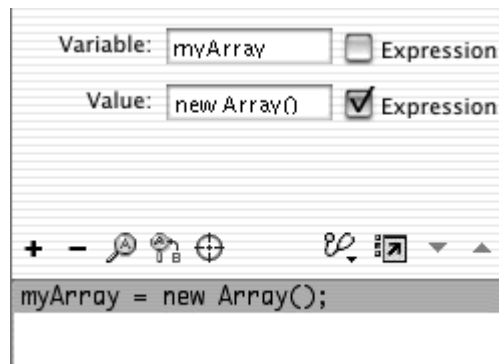 Variable: myArray Expression
Value: new Array() Expression
myArray = new Array();